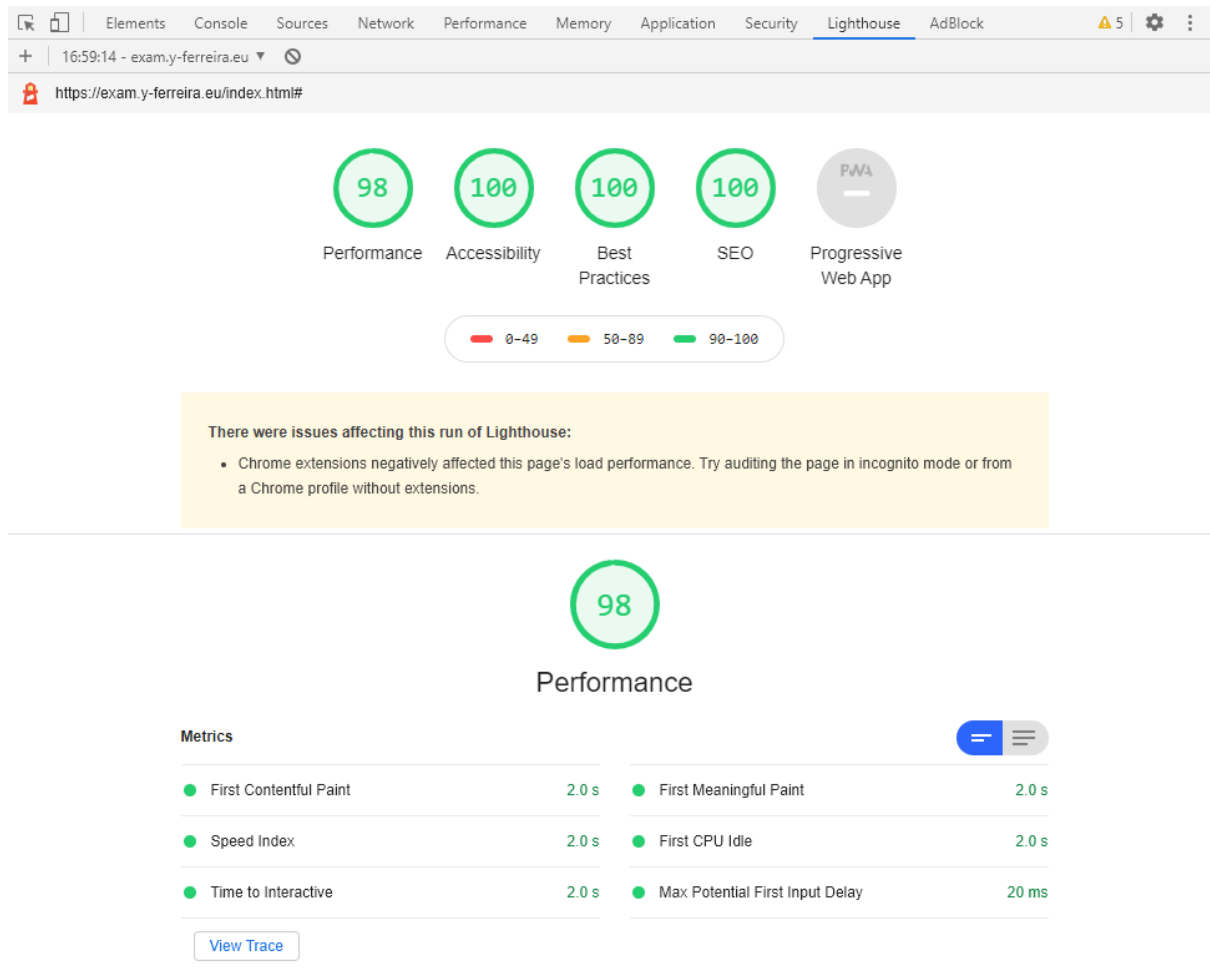 Elements Console Sources Network Performance Memory Application Security Lighthouse AdBlock 5
16:59:14 - exam.y-ferreira.eu
https://exam.y-ferreira.eu/index.html#
98 100 100 100 PWA
Performance Accessibility Best Practices SEO Progressive Web App
0–49 50–89 90–100
There were issues affecting this run of Lighthouse:
Chrome extensions negatively affected this page's load performance. Try auditing the page in incognito mode or from
a Chrome profile without extensions.
98
Performance
Metrics
First Contentful Paint 2.0 s First Meaningful Paint 2.0 s
Speed Index 2.0 s First CPU Idle 2.0 s
Time to Interactive 2.0 s Max Potential First Input Delay 20 ms
View Trace